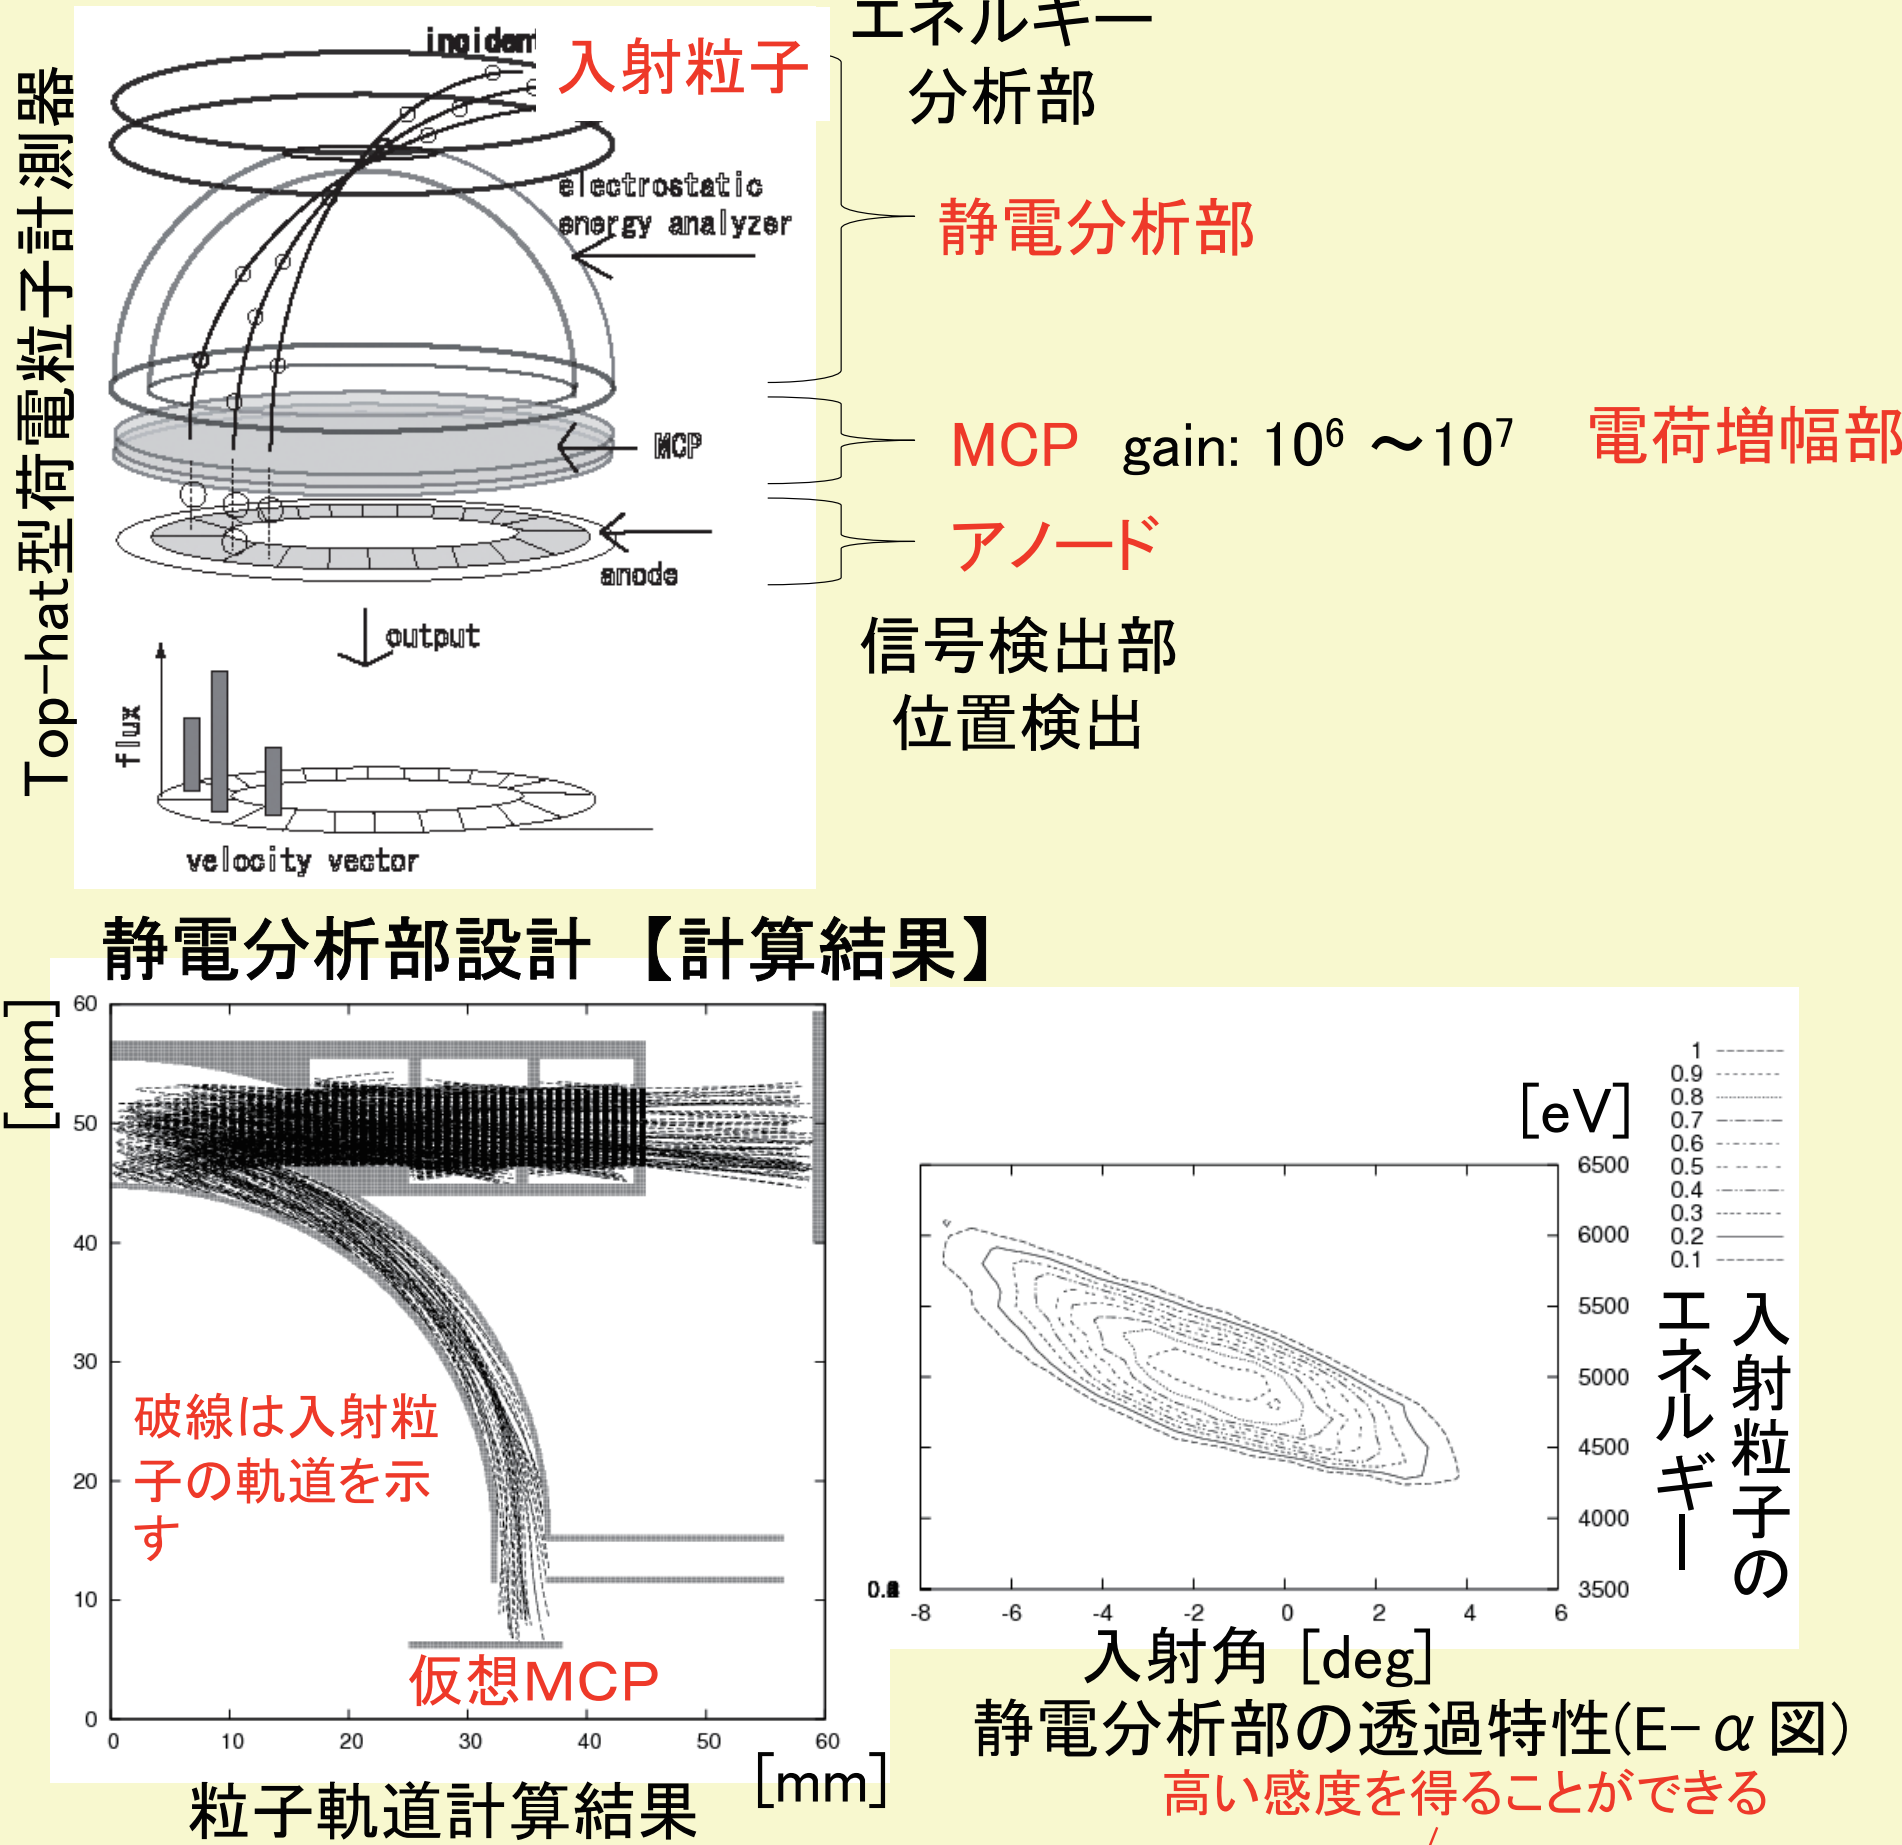 Top-hat型荷電粒子計測器
入射粒子
エネルギー
分析部
electrostatic
energy analyzer
静電分析部
MCP
MCP gain: 10⁶ ～10⁷
電荷増幅部
anode
アノード
output
信号検出部
位置検出
flux
velocity vector
静電分析部設計 【計算結果】
[mm]
60
50
40
30
20
10
0
0 10 20 30 40 50 60
[mm]
破線は入射粒
子の軌道を示
す
仮想MCP
粒子軌道計算結果
[eV]
1
0.9
0.8
0.7
0.6
0.5
0.4
0.3
0.2
0.1
6500
6000
5500
5000
4500
4000
3500
入射粒子の
エネルギー
-8 -6 -4 -2 0 2 4 6
入射角 [deg]
静電分析部の透過特性(E-α図)
高い感度を得ることができる